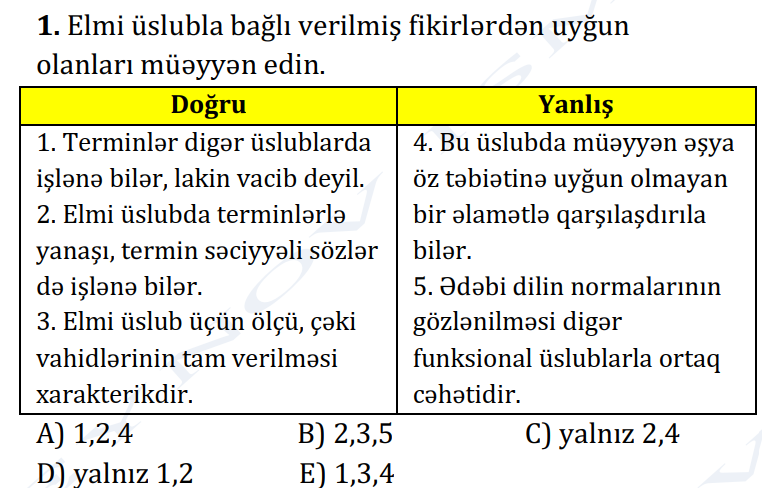 1. Elmi üslubla bağlı verilmiş fikirlərdən uyğun
olanları müəyyən edin.
Doğru
1. Terminlər digər üslublarda
işlənə bilər, lakin vacib deyil.
2. Elmi üslubda terminlərlə
yanaşı, termin səciyyəli sözlər
də işlənə bilər.
3. Elmi üslub üçün ölçü, çəki
vahidlərinin tam verilməsi
xarakterikdir.
Yanlış
4. Bu üslubda müəyyən əşya
öz təbiətinə uyğun olmayan
bir əlamətlə qarşılaşdırıla
bilər.
5. Ədəbi dilin normalarının
gözlənilməsi digər
funksional üslublarla ortaq
cəhətidir.
A) 1,2,4 B) 2,3,5 C) yalnız 2,4
D) yalnız 1,2 E) 1,3,4